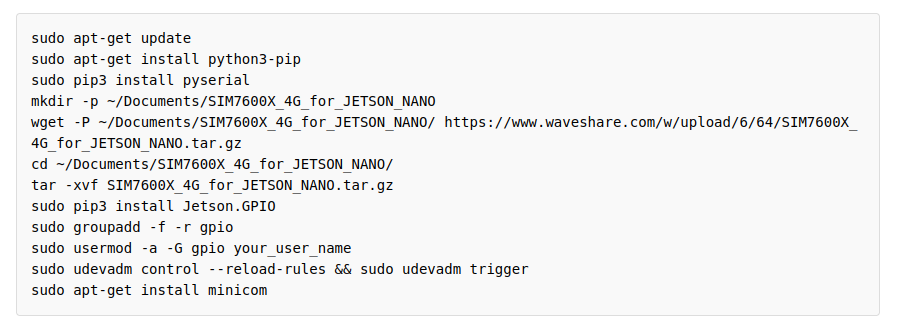 sudo apt-get update
sudo apt-get install python3-pip
sudo pip3 install pyserial
mkdir -p ~/Documents/SIM7600X_4G_for_JETSON_NANO
wget -P ~/Documents/SIM7600X_4G_for_JETSON_NANO/ https://www.waveshare.com/w/upload/6/64/SIM7600X_
4G_for_JETSON_NANO.tar.gz
cd ~/Documents/SIM7600X_4G_for_JETSON_NANO/
tar -xvf SIM7600X_4G_for_JETSON_NANO.tar.gz
sudo pip3 install Jetson.GPIO
sudo groupadd -f -r gpio
sudo usermod -a -G gpio your_user_name
sudo udevadm control --reload-rules && sudo udevadm trigger
sudo apt-get install minicom